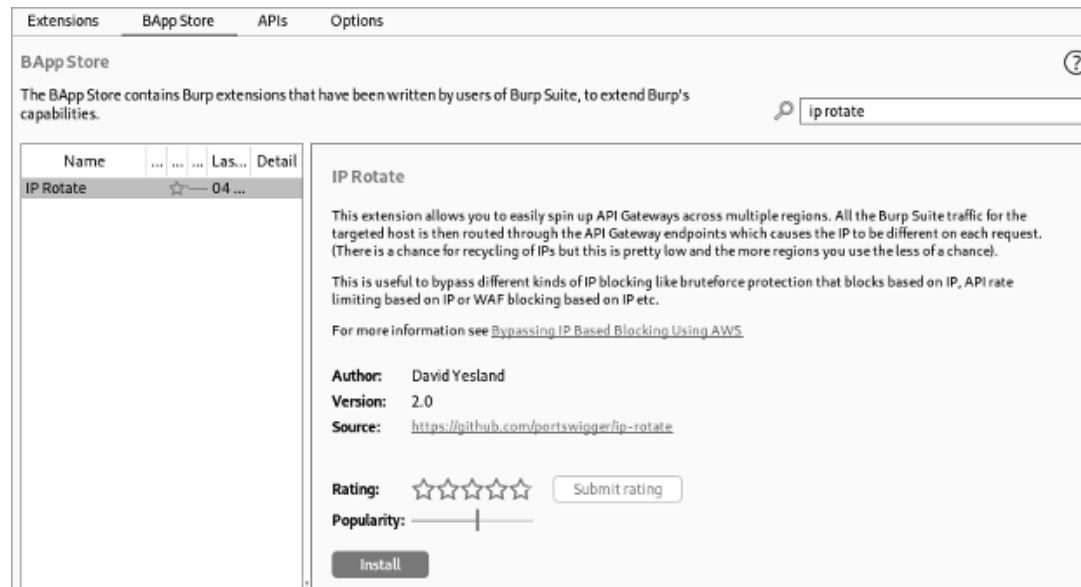 Extensions BApp Store APIs Options
BApp Store
?
The BApp Store contains Burp extensions that have been written by users of Burp Suite, to extend Burp's
capabilities.
ip rotate
Name ... ... ... Las... Detail
IP Rotate 04 ...
IP Rotate
This extension allows you to easily spin up API Gateways across multiple regions. All the Burp Suite traffic for the
targeted host is then routed through the API Gateway endpoints which causes the IP to be different on each request.
(There is a chance for recycling of IPs but this is pretty low and the more regions you use the less of a chance).
This is useful to bypass different kinds of IP blocking like bruteforce protection that blocks based on IP, API rate
limiting based on IP or WAF blocking based on IP etc.
For more information see Bypassing IP Based Blocking Using AWS
Author: David Yesland
Version: 2.0
Source: https://github.com/portswigger/ip-rotate
Rating: Submit rating
Popularity:
Install